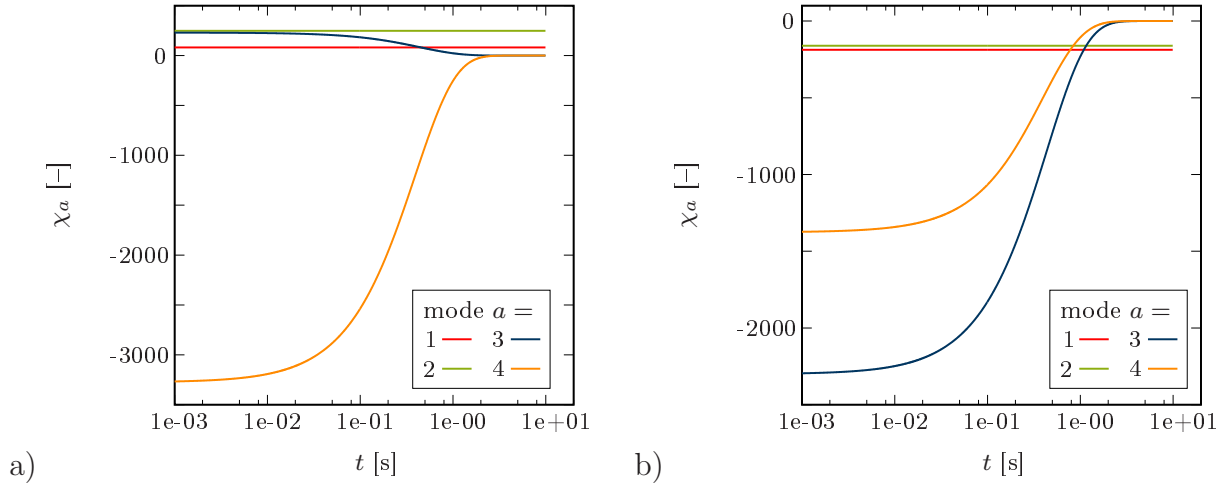 0
-1000
-2000
-3000
χa [−]
1e-03 1e-02 1e-01 1e-00 1e+01
t [s]
mode a =
1 3
2 4
a)
0
-1000
-2000
χa [−]
1e-03 1e-02 1e-01 1e-00 1e+01
t [s]
mode a =
1 3
2 4
b)